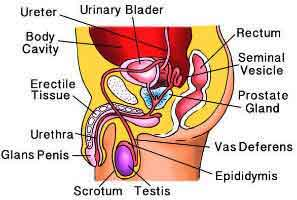 Ureter
Urinary Bladder
Body
Cavity
Rectum
Seminal
Vesicle
Erectile
Tissue
Prostate
Gland
Urethra
Glans Penis
Vas Deferens
Epididymis
Scrotum
Testis